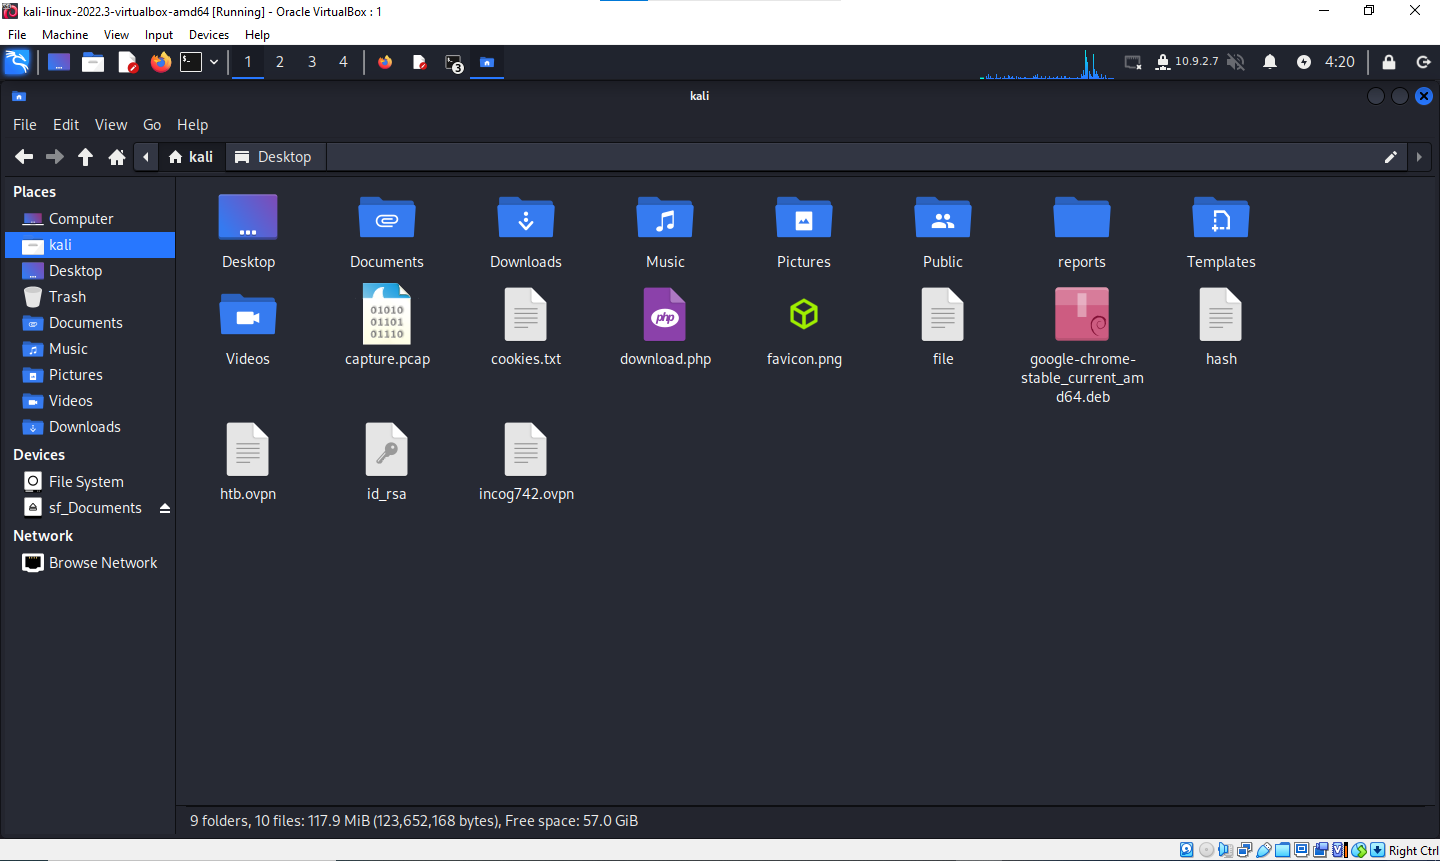 kali-linux-2022.3-virtualbox-amd64 [Running] - Oracle VirtualBox : 1
File Machine View Input Devices Help
1 2 3 4 3 10.9.2.7 4:20
kali
File Edit View Go Help
kali Desktop
Places
Computer
kali
Desktop
Trash
Documents
Music
Pictures
Videos
Downloads
Devices
File System
sf_Documents
Network
Browse Network
Desktop Documents Downloads Music Pictures Public reports Templates
01010
01101
01110
php
Videos capture.pcap cookies.txt download.php favicon.png file google-chrome- hash
stable_current_am
d64.deb
htb.ovpn id_rsa incog742.ovpn
9 folders, 10 files: 117.9 MiB (123,652,168 bytes), Free space: 57.0 GiB
Right Ctrl